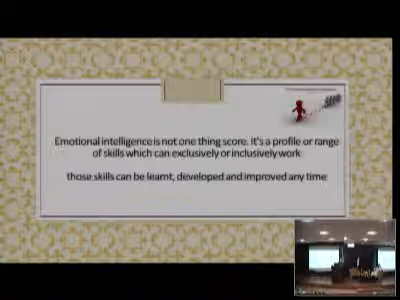 Emotional intelligence is not one thing score. It's a profile or range
of skills which can exclusively or inclusively work
those skills can be learnt, developed and improved any time